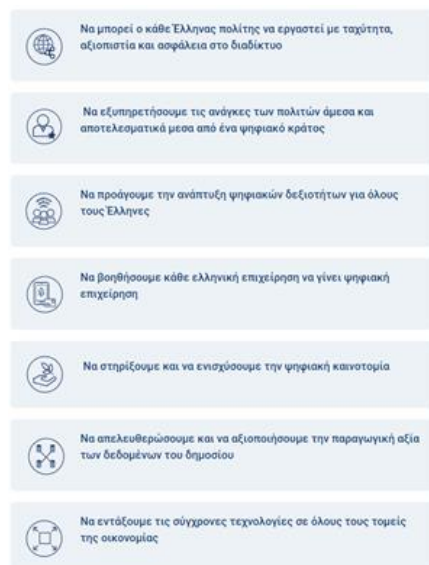 Να μπορεί ο κάθε Έλληνας πολίτης να εργαστεί με ταχύτητα,
αξιοπιστία και ασφάλεια στο διαδίκτυο
Να εξυπηρετήσουμε τις ανάγκες των πολιτών άμεσα και
αποτελεσματικά μεσα από ένα ψηφιακό κράτος
Να προάγουμε την ανάπτυξη ψηφιακών δεξιοτήτων για όλους
τους Έλληνες
Να βοηθήσουμε κάθε ελληνική επιχείρηση να γίνει ψηφιακή
επιχείρηση
Να στηρίξουμε και να ενισχύσουμε την ψηφιακή καινοτομία
Να απελευθερώσουμε και να αξιοποιήσουμε την παραγωγική αξία
των δεδομένων του δημοσίου
Να εντάξουμε τις σύγχρονες τεχνολογίες σε όλους τους τομείς
της οικονομίας